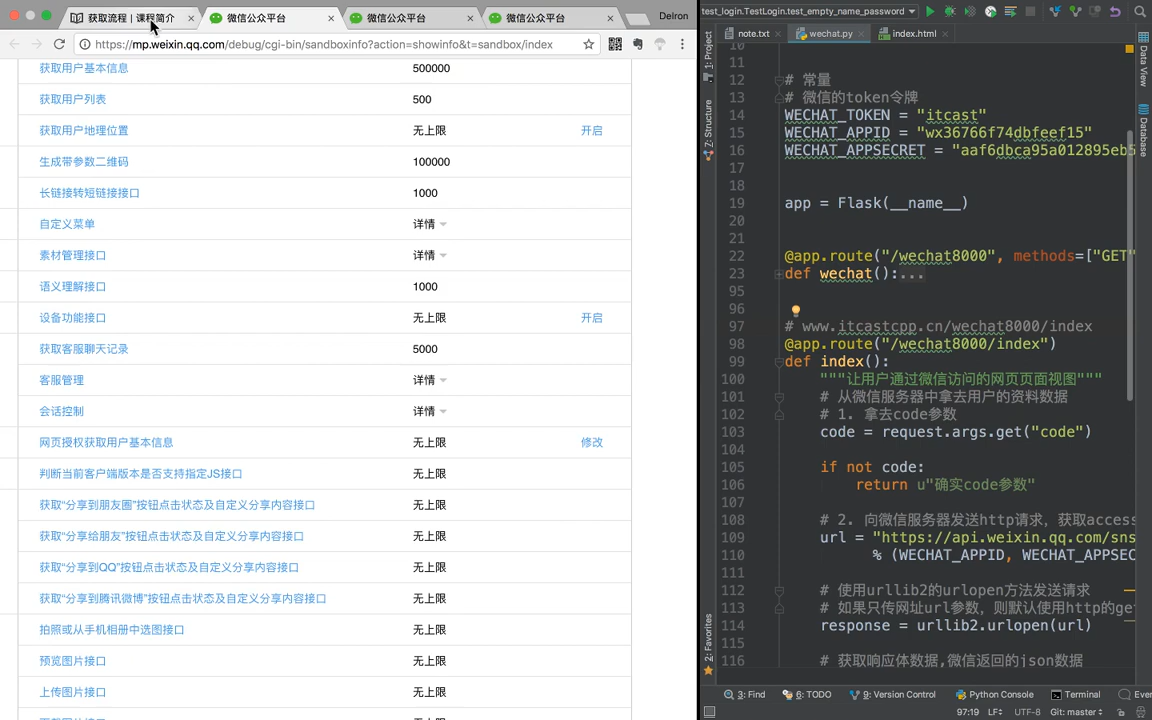 获取流程 | 课程简介
微信公众平台
微信公众平台
微信公众平台
Delron
https://mp.weixin.qq.com/debug/cgi-bin/sandboxinfo?action=showinfo&t=sandbox/index
获取用户基本信息 500000
获取用户列表 500
获取用户地理位置 无上限 开启
生成带参数二维码 100000
长链接转短链接接口 1000
自定义菜单 详情
素材管理接口 详情
语义理解接口 1000
设备功能接口 无上限 开启
获取客服聊天记录 5000
客服管理 详情
会话控制 详情
网页授权获取用户基本信息 无上限 修改
判断当前客户端版本是否支持指定JS接口 无上限
获取“分享到朋友圈”按钮点击状态及自定义分享内容接口 无上限
获取“分享给朋友”按钮点击状态及自定义分享内容接口 无上限
获取“分享到QQ”按钮点击状态及自定义分享内容接口 无上限
获取“分享到腾讯微博”按钮点击状态及自定义分享内容接口 无上限
拍照或从手机相册中选图接口 无上限
预览图片接口 无上限
上传图片接口 无上限
test_login.TestLogin.test_empty_name_password
note.txt wechat.py index.html
1: Project
7: Structure
2: Favorites
Data View
Database
10
11
12 # 常量
13 # 微信的token令牌
14 WECHAT_TOKEN = "itcast"
15 WECHAT_APPID = "wx36766f74dbfeef15"
16 WECHAT_APPSECRET = "aaf6dbca95a012895eb5
17
18
19 app = Flask(__name__)
20
21
22 @app.route("/wechat8000", methods=["GET"
23 def wechat():...
95
96
97 # www.itcastcpp.cn/wechat8000/index
98 @app.route("/wechat8000/index")
99 def index():
100 """让用户通过微信访问的网页页面视图"""
101 # 从微信服务器中拿去用户的资料数据
102 # 1. 拿去code参数
103 code = request.args.get("code")
104
105 if not code:
106 return u"确实code参数"
107
108 # 2. 向微信服务器发送http请求，获取access
109 url = "https://api.weixin.qq.com/sns
110 % (WECHAT_APPID, WECHAT_APPSEC
111
112 # 使用urllib2的urlopen方法发送请求
113 # 如果只传网址url参数，则默认使用http的ge
114 response = urllib2.urlopen(url)
115
116 # 获取响应体数据,微信返回的json数据
3: Find 6: TODO 9: Version Control Python Console Terminal Ever
97:19 LF UTF-8 Git: master